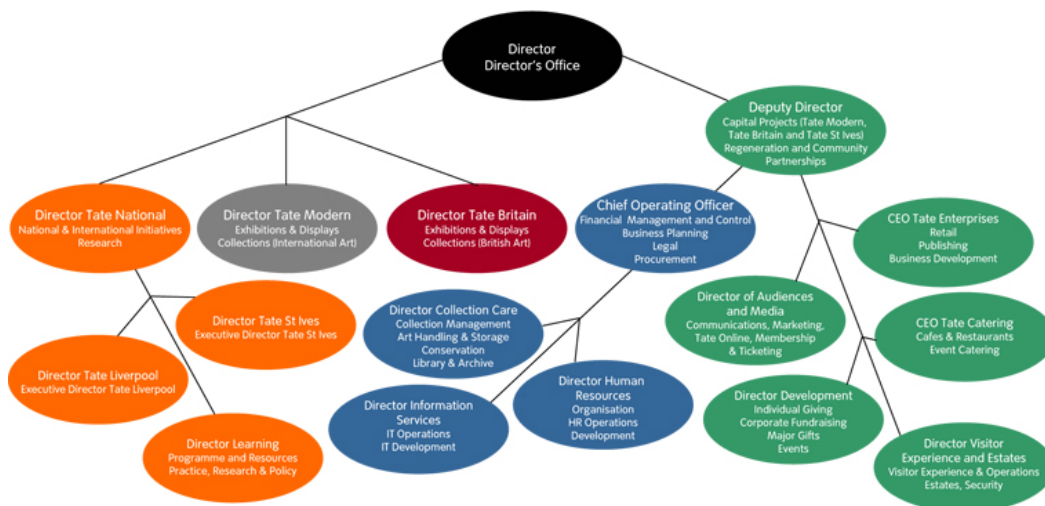 Director
Director's Office
Deputy Director
Capital Projects (Tate Modern,
Tate Britain and Tate St Ives)
Regeneration and Community
Partnerships
Director Tate National
National & International Initiatives
Research
Director Tate Modern
Exhibitions & Displays
Collections (International Art)
Director Tate Britain
Exhibitions & Displays
Collections (British Art)
Chief Operating Officer
Financial Management and Control
Business Planning
Legal
Procurement
CEO Tate Enterprises
Retail
Publishing
Business Development
Director Tate St Ives
Executive Director Tate St Ives
Director Collection Care
Collection Management
Art Handling & Storage
Conservation
Library & Archive
Director of Audiences
and Media
Communications, Marketing,
Tate Online, Membership
& Ticketing
CEO Tate Catering
Cafes & Restaurants
Event Catering
Director Tate Liverpool
Executive Director Tate Liverpool
Director Information
Services
IT Operations
IT Development
Director Human
Resources
Organisation
HR Operations
Development
Director Development
Individual Giving
Corporate Fundraising
Major Gifts
Events
Director Learning
Programme and Resources
Practice, Research & Policy
Director Visitor
Experience and Estates
Visitor Experience & Operations
Estates, Security